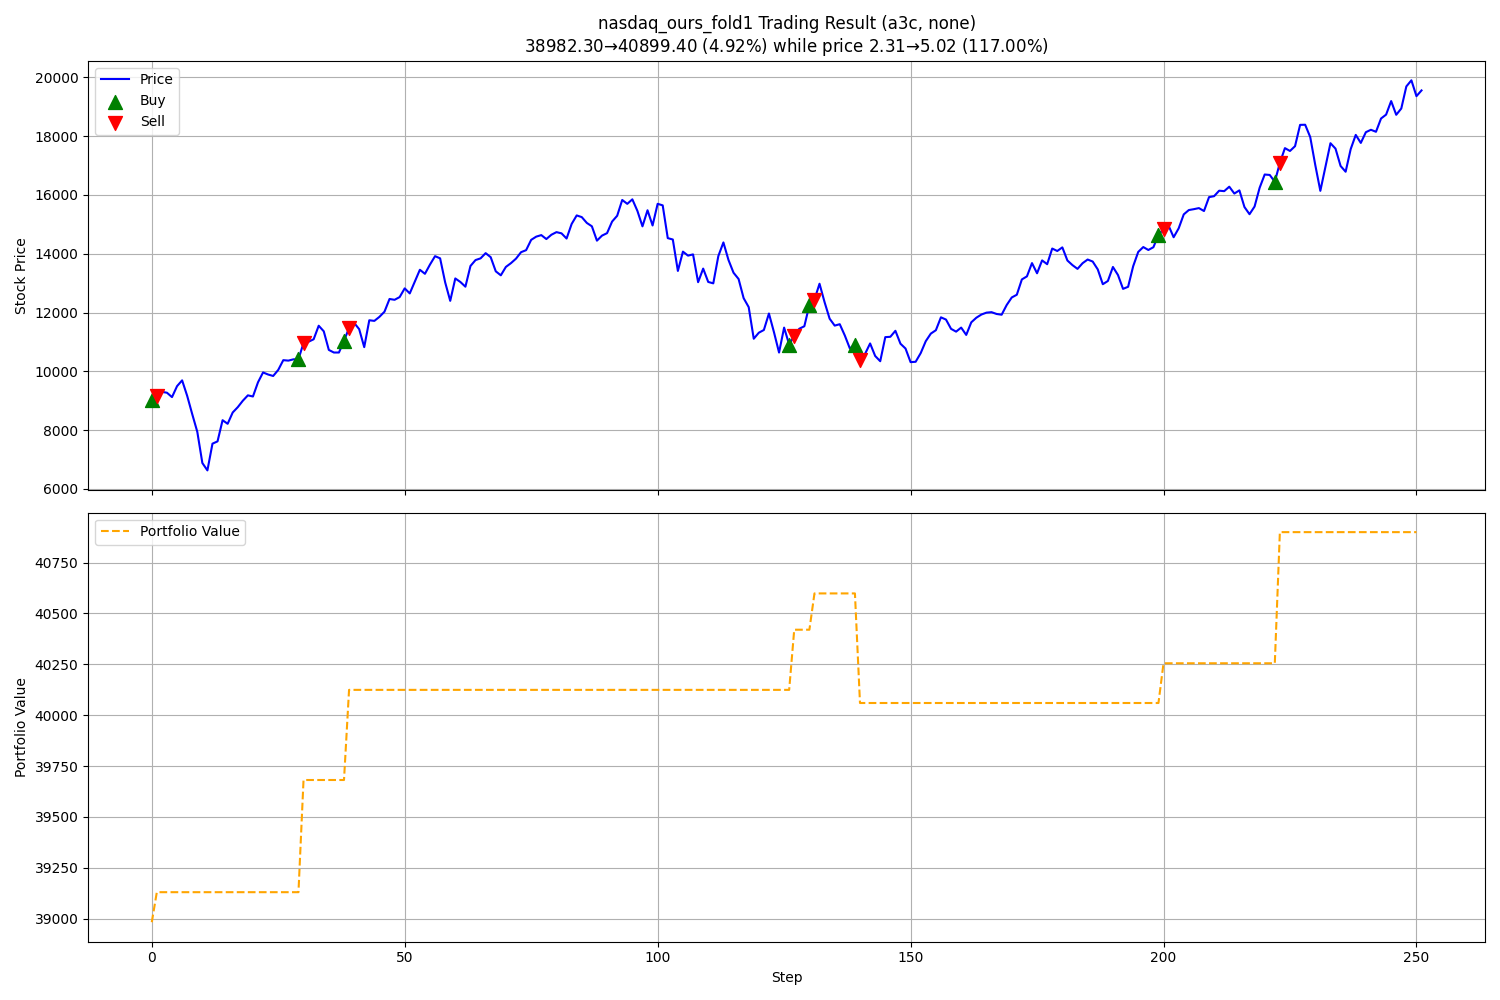 nasdaq_ours_fold1 Trading Result (a3c, none)
38982.30→40899.40 (4.92%) while price 2.31→5.02 (117.00%)
Price
Buy
Sell
Stock Price
20000
18000
16000
14000
12000
10000
8000
6000
Portfolio Value
Portfolio Value
40750
40500
40250
40000
39750
39500
39250
39000
0
50
100
150
200
250
Step